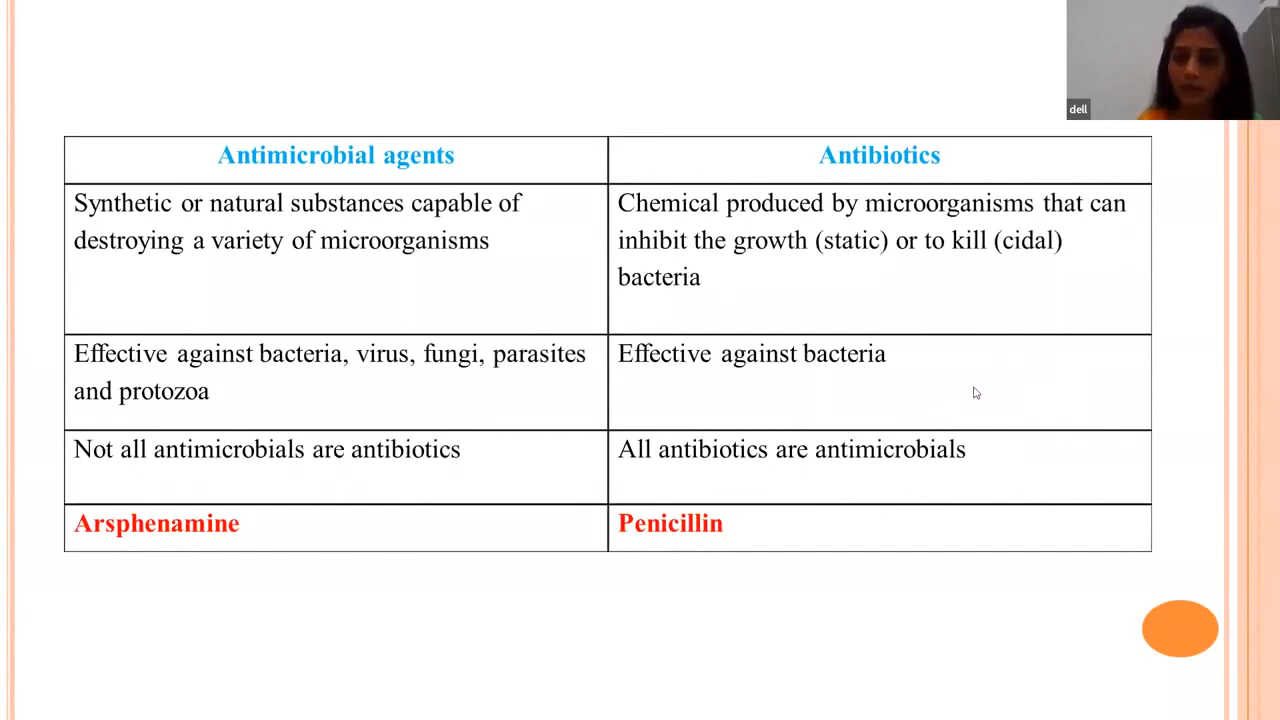 dell
Antimicrobial agents
Antibiotics
Synthetic or natural substances capable of
destroying a variety of microorganisms
Chemical produced by microorganisms that can
inhibit the growth (static) or to kill (cidal)
bacteria
Effective against bacteria, virus, fungi, parasites
and protozoa
Effective against bacteria
Not all antimicrobials are antibiotics
All antibiotics are antimicrobials
Arsphenamine
Penicillin